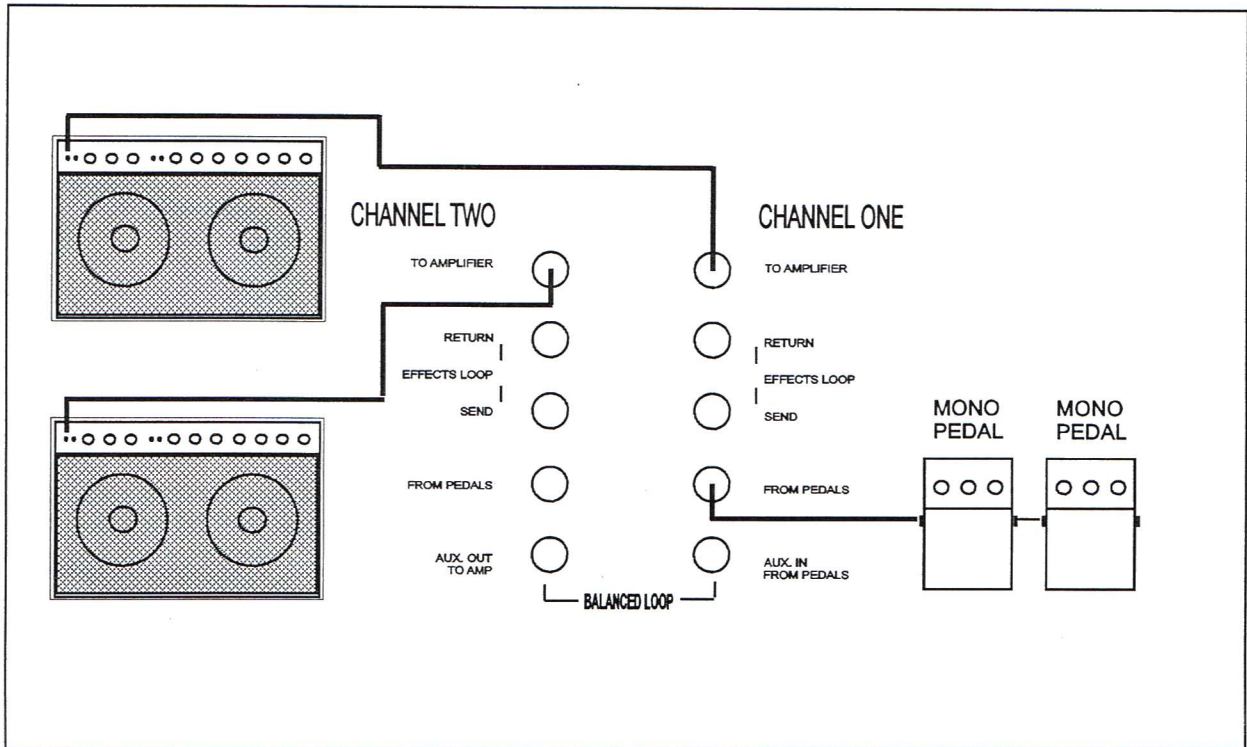 CHANNEL TWO
TO AMPLIFIER
RETURN
EFFECTS LOOP
SEND
FROM PEDALS
AUX. OUT
TO AMP
CHANNEL ONE
TO AMPLIFIER
RETURN
EFFECTS LOOP
SEND
FROM PEDALS
AUX. IN
FROM PEDALS
BALANCED LOOP
MONO
PEDAL
MONO
PEDAL